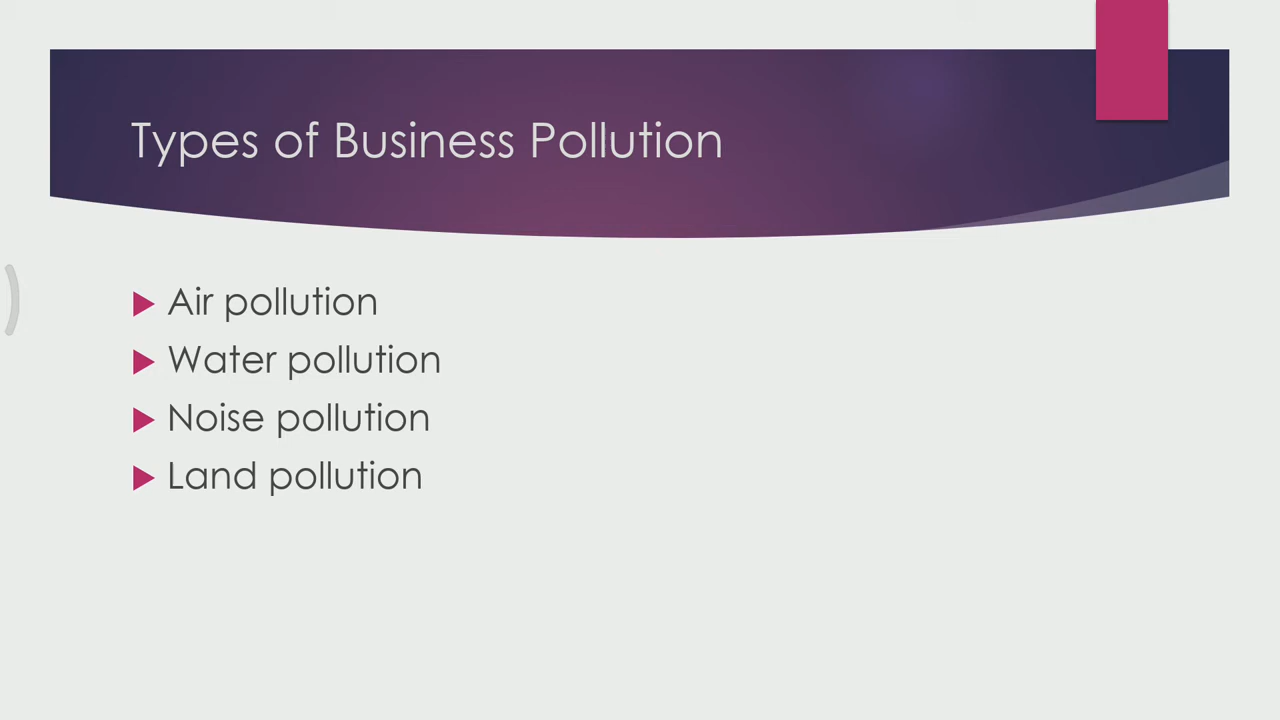 Types of Business Pollution
Air pollution
Water pollution
Noise pollution
Land pollution